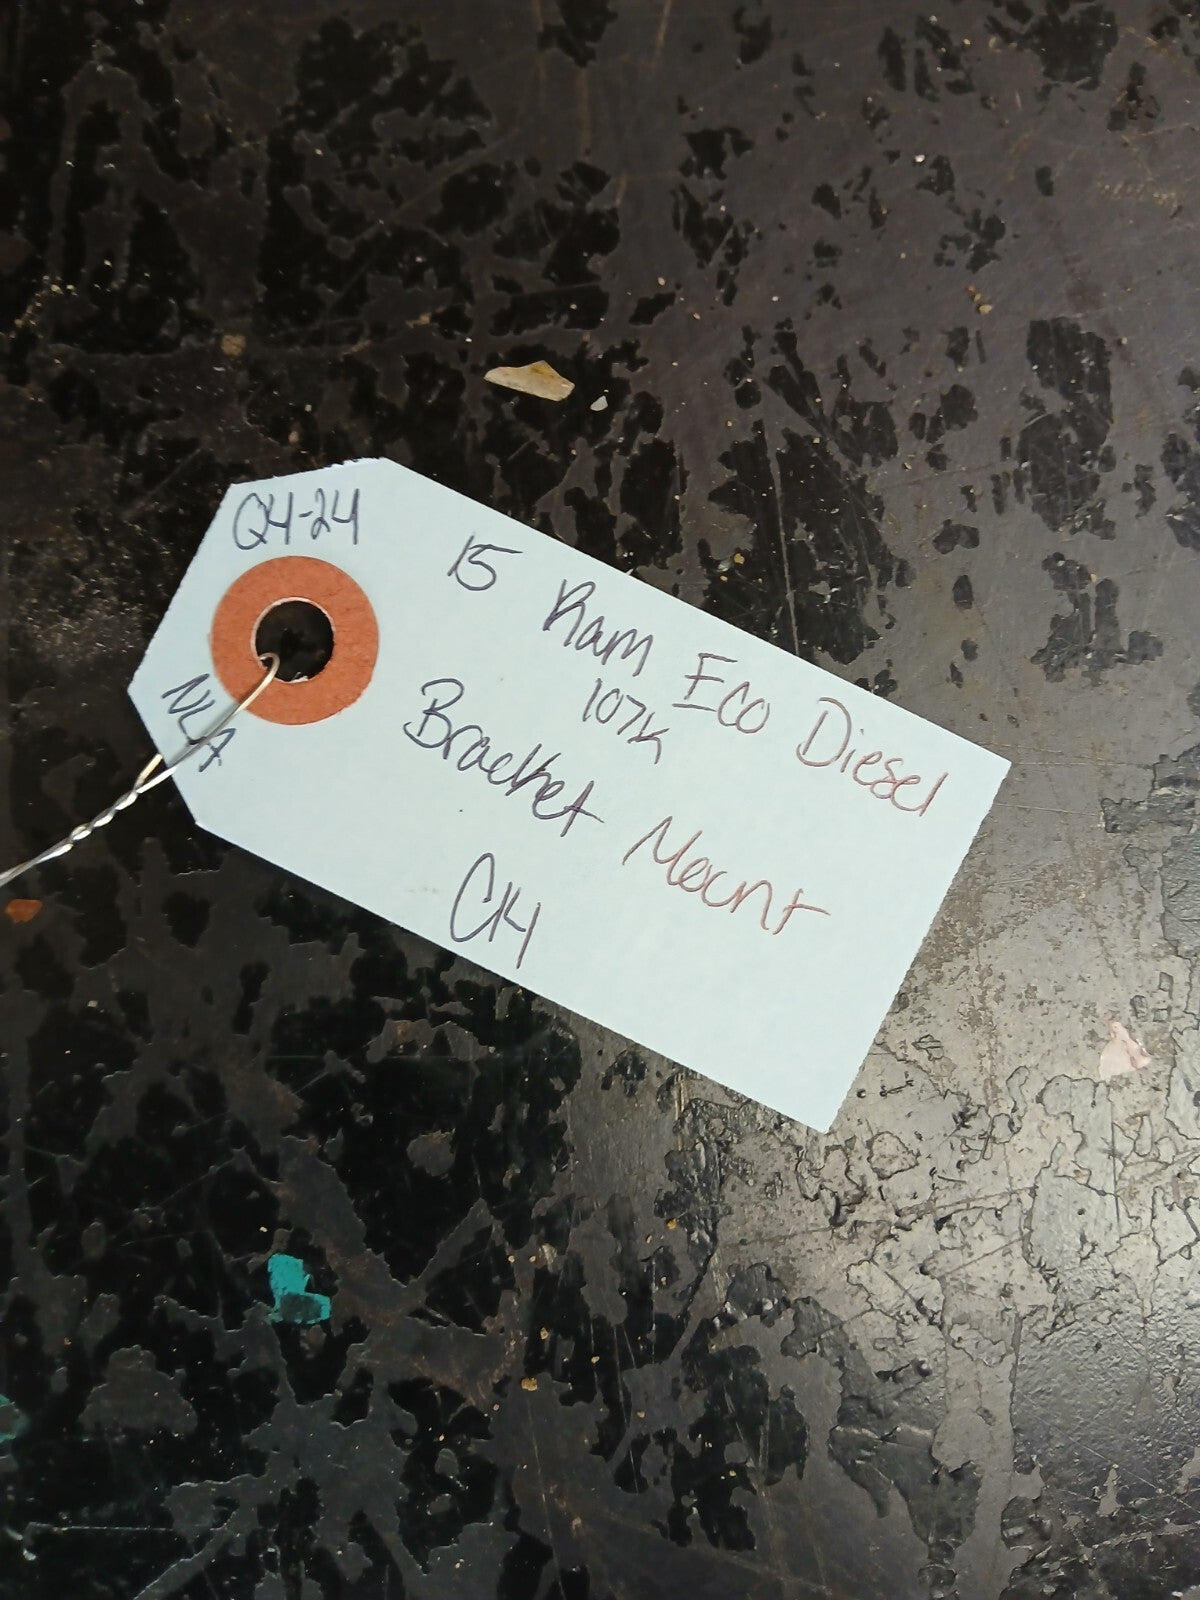 Q4-24
NLA
15 Ram Eco Diesel
107K
Bracket Mount
C14